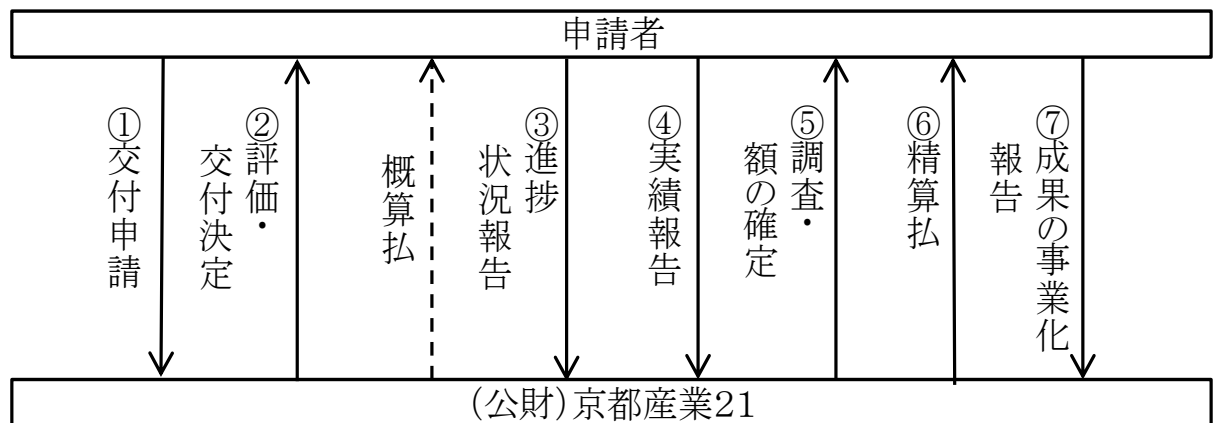 申請者
①交付申請
②評価・
交付決定
概算払
③進捗
状況報告
④実績報告
⑤調査・
額の確定
⑥精算払
⑦成果の事業化
報告
(公財)京都産業21